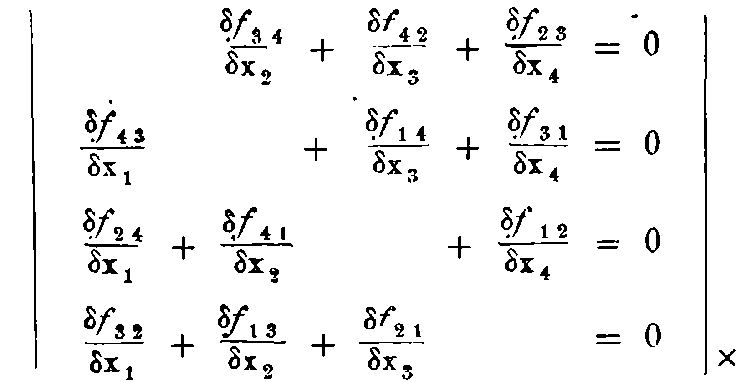 δf₃₄/δx₂ + δf₄₂/δx₃ + δf₂₃/δx₄ = 0
δf₄₃/δx₁ + δf₁₄/δx₃ + δf₃₁/δx₄ = 0
δf₂₄/δx₁ + δf₄₁/δx₂ + δf₁₂/δx₄ = 0
δf₃₂/δx₁ + δf₁₃/δx₂ + δf₂₁/δx₃ = 0 ×